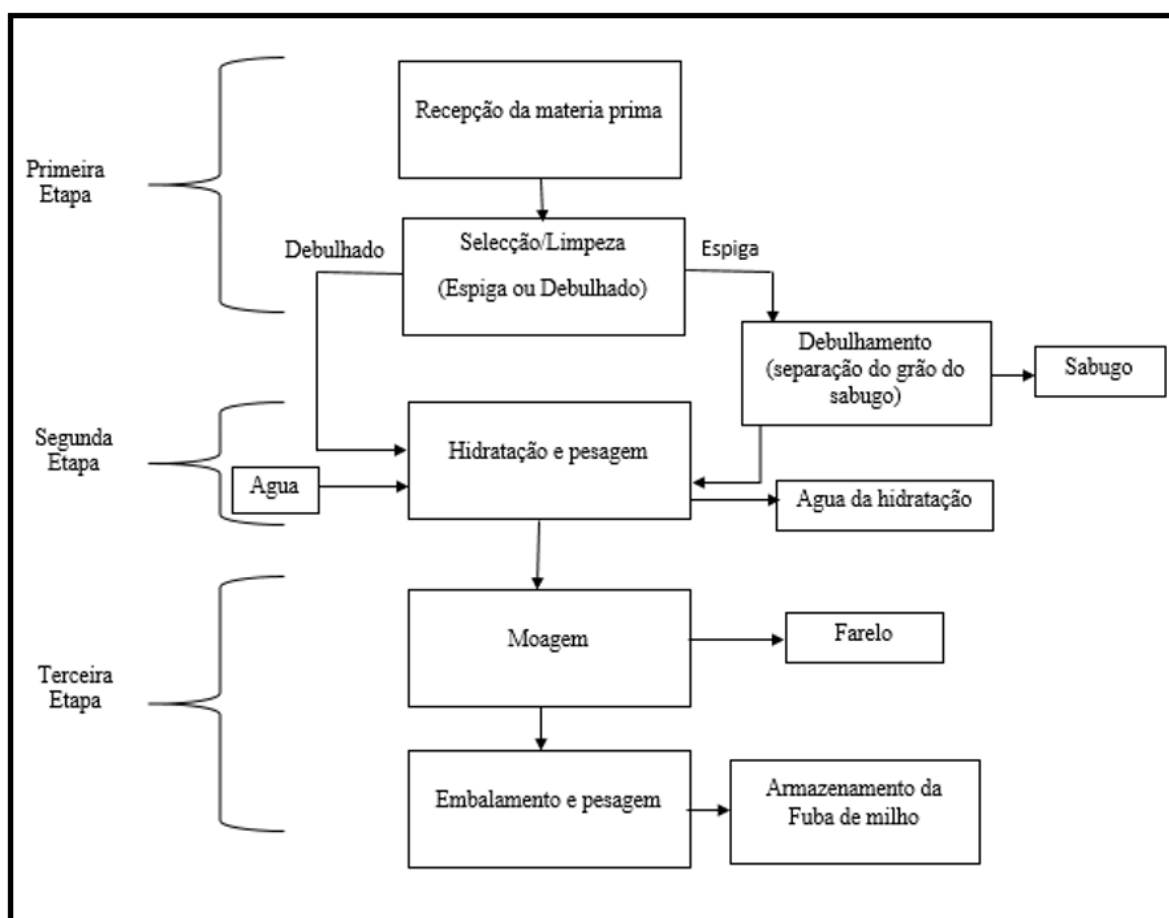 Recepção da materia prima
Primeira
Etapa
Selecção/Limpeza
(Espiga ou Debulhado)
Debulhado
Espiga
Debulhamento
(separação do grão do
sabugo)
Sabugo
Segunda
Etapa
Hidratação e pesagem
Agua
Agua da hidratação
Terceira
Etapa
Moagem
Farelo
Embalamento e pesagem
Armazenamento da
Fuba de milho